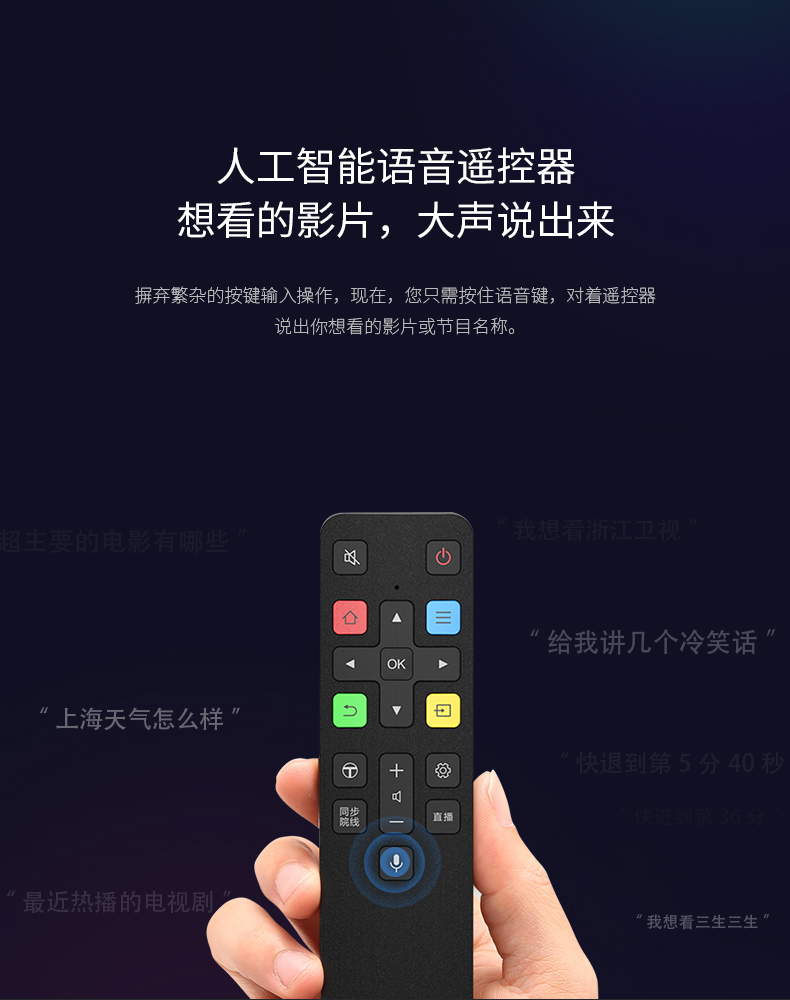 人工智能语音遥控器
想看的影片，大声说出来
摒弃繁杂的按键输入操作，现在，您只需按住语音键，对着遥控器
说出你想看的影片或节目名称。
超主要的电影有哪些”
“我想看浙江卫视”
“给我讲几个冷笑话”
“上海天气怎么样”
“快退到第 5 分 40 秒
“快进到第 36 分
“最近热播的电视剧”
“我想看三生三生”
OK
同步
院线
直播